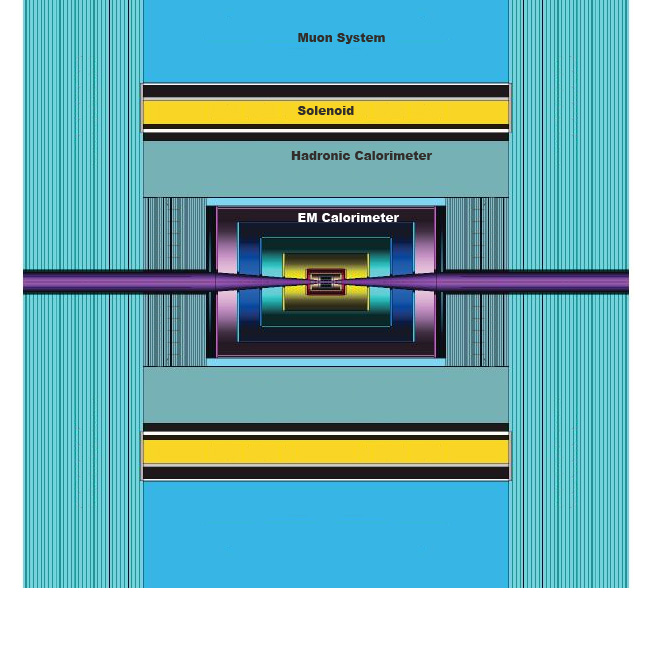 Muon System
Solenoid
Hadronic Calorimeter
EM Calorimeter